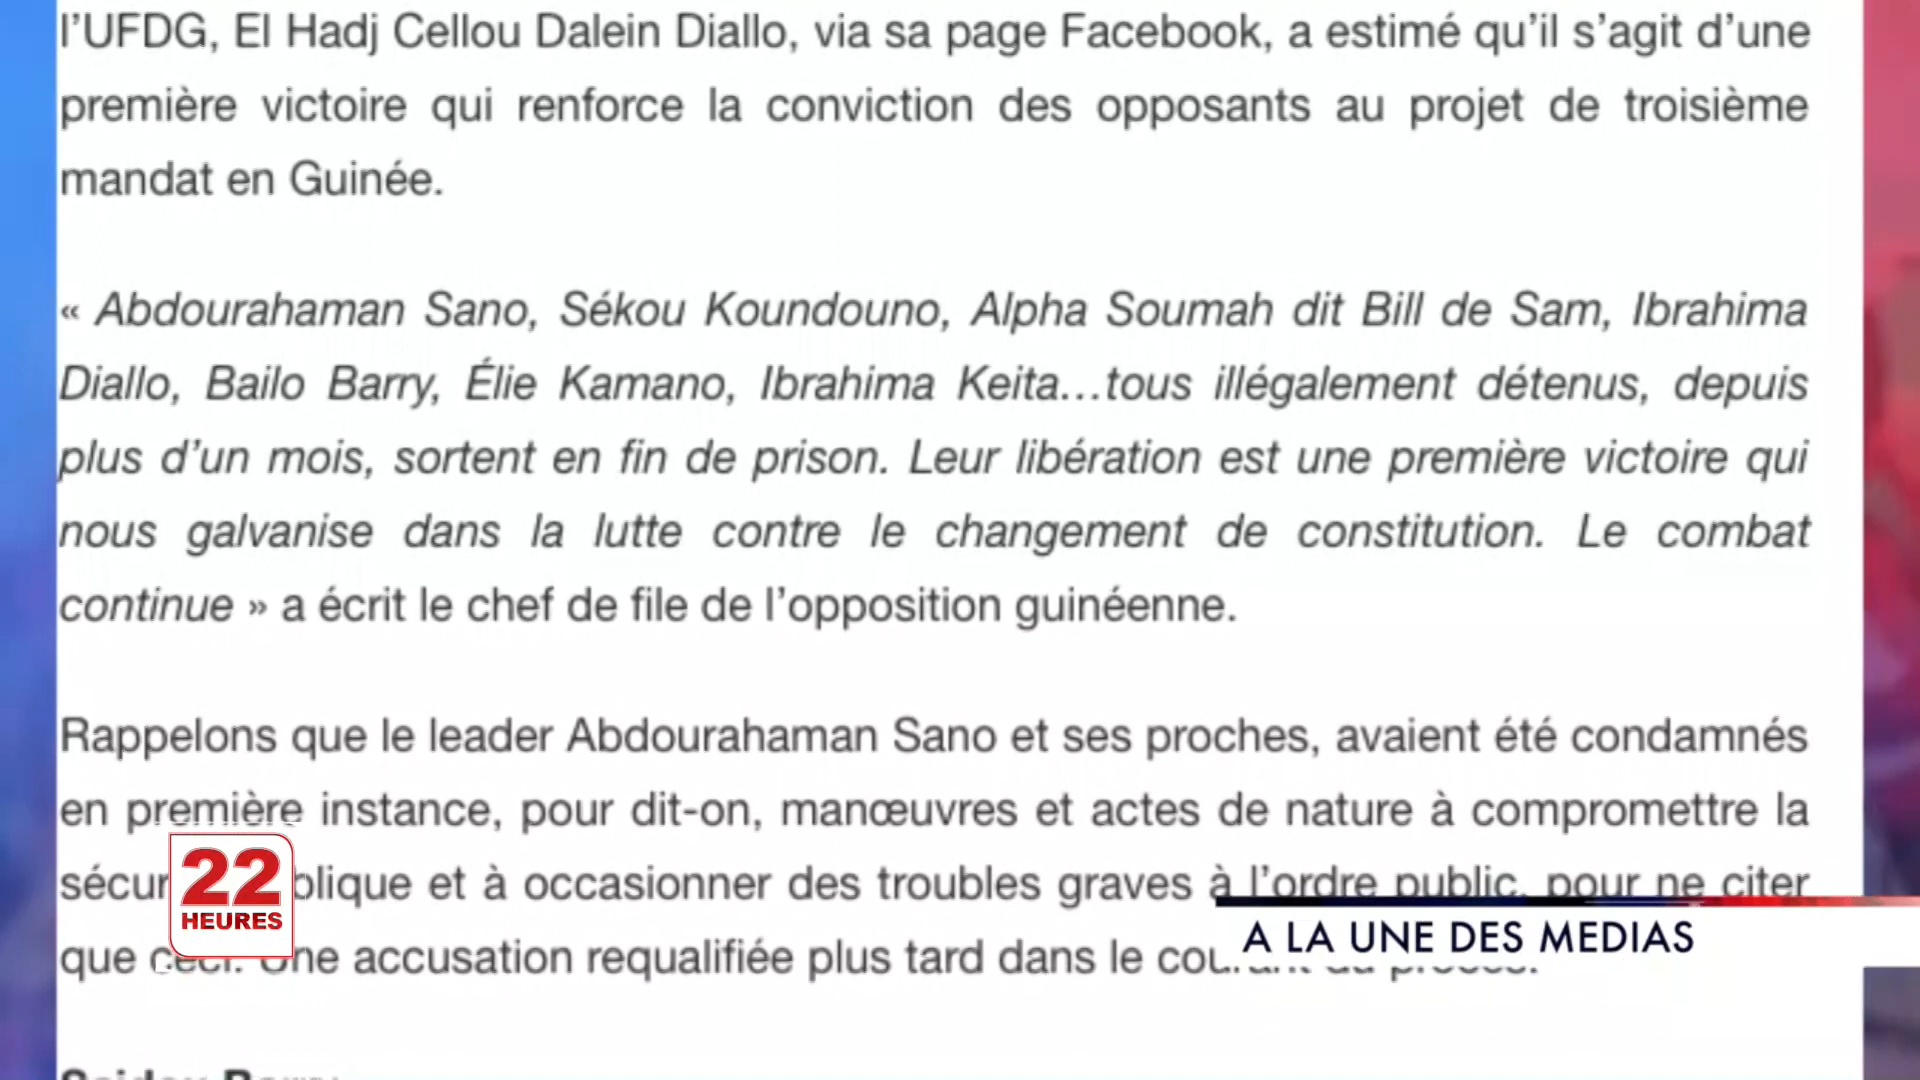 l’UFDG, El Hadj Cellou Dalein Diallo, via sa page Facebook, a estimé qu’il s’agit d’une
première victoire qui renforce la conviction des opposants au projet de troisième
mandat en Guinée.
« Abdourahaman Sano, Sékou Koundouno, Alpha Soumah dit Bill de Sam, Ibrahima
Diallo, Bailo Barry, Élie Kamano, Ibrahima Keita…tous illégalement détenus, depuis
plus d’un mois, sortent en fin de prison. Leur libération est une première victoire qui
nous galvanise dans la lutte contre le changement de constitution. Le combat
continue » a écrit le chef de file de l’opposition guinéenne.
Rappelons que le leader Abdourahaman Sano et ses proches, avaient été condamnés
en première instance, pour dit-on, manœuvres et actes de nature à compromettre la
et à occasionner des troubles graves à l’ordre public, pour ne citer
que ceci. Une accusation requalifiée plus tard dans le
22
HEURES
A LA UNE DES MEDIAS